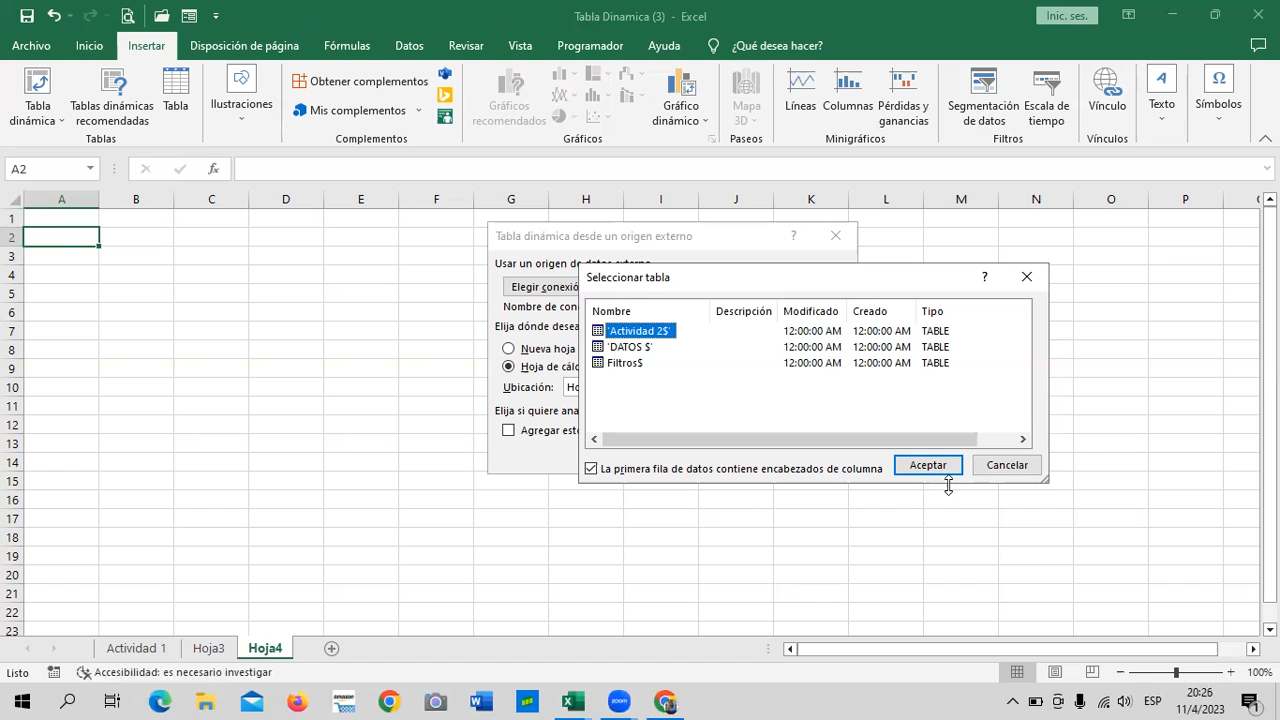 Tabla Dinamica (3) - Excel
Inic. ses.
Archivo Inicio Insertar Disposición de página Fórmulas Datos Revisar Vista Programador Ayuda ¿Qué desea hacer?
Tabla dinámica
Tablas dinámicas recomendadas
Tabla
Tablas
Ilustraciones
Obtener complementos
Mis complementos
Complementos
Gráficos recomendados
Gráfico dinámico
Gráficos
Mapa 3D
Paseos
Líneas
Columnas
Pérdidas y ganancias
Minigráficos
Segmentación de datos
Escala de tiempo
Filtros
Vínculo
Vínculos
Texto
Símbolos
A2
fx
A B C D E F G H I J K L M N O P
1
2
3
4
5
6
7
8
9
10
11
12
13
14
15
16
17
18
19
20
21
22
23
Tabla dinámica desde un origen externo ?
Usar un origen de datos externo
Elegir conexió
Nombre de con
Elija dónde desea
Nueva hoja
Hoja de cálc
Ubicación: Ho
Elija si quiere ana
Agregar este
Seleccionar tabla ?
Nombre Descripción Modificado Creado Tipo
'Actividad 2$' 12:00:00 AM 12:00:00 AM TABLE
'DATOS $' 12:00:00 AM 12:00:00 AM TABLE
Filtros$ 12:00:00 AM 12:00:00 AM TABLE
La primera fila de datos contiene encabezados de columna
Aceptar Cancelar
Actividad 1 Hoja3 Hoja4
Listo Accesibilidad: es necesario investigar 100%
ESP
20:26
11/4/2023